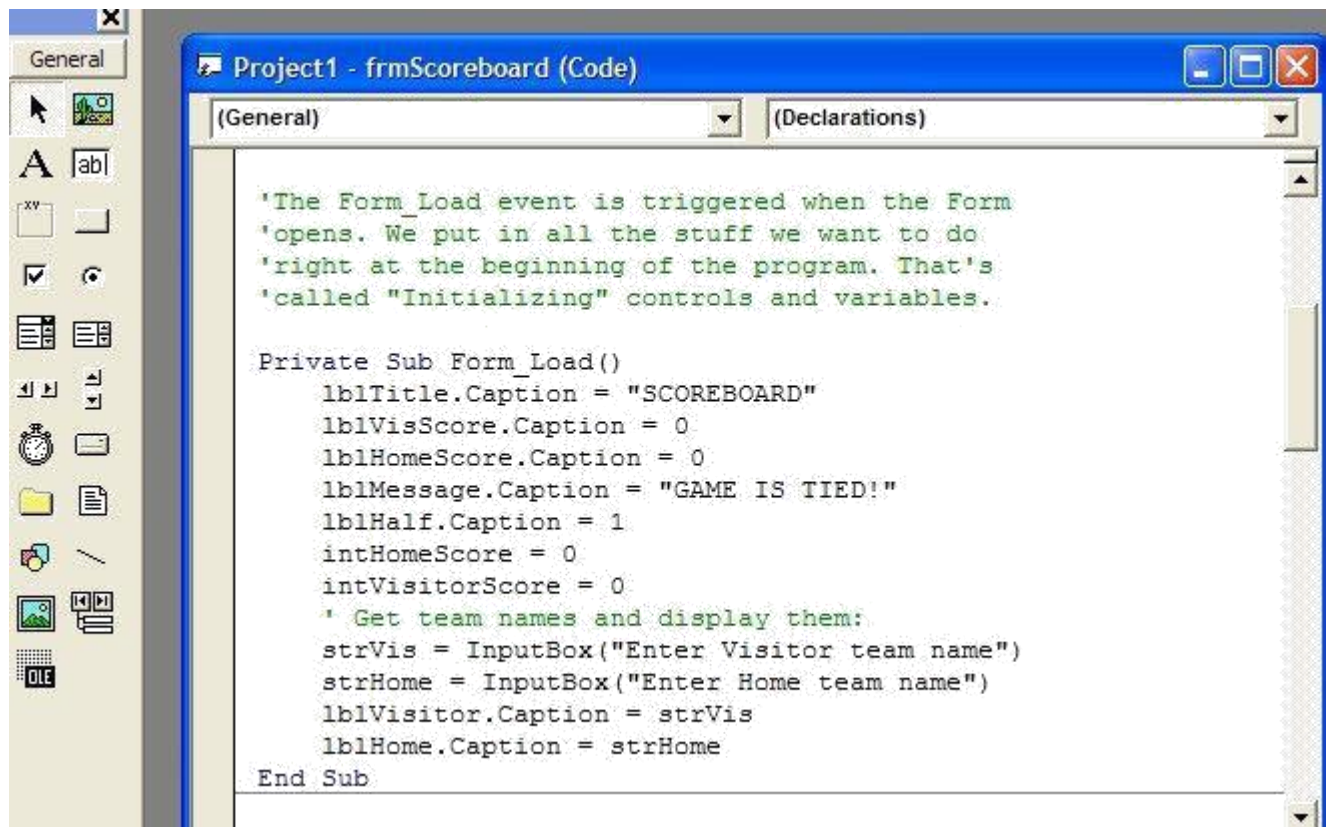 General
Project1 - frmScoreboard (Code)
(General)
(Declarations)
A
ab
XY
'The Form_Load event is triggered when the Form
'opens. We put in all the stuff we want to do
'right at the beginning of the program. That's
'called "Initializing" controls and variables.
Private Sub Form_Load()
lblTitle.Caption = "SCOREBOARD"
lblVisScore.Caption = 0
lblHomeScore.Caption = 0
lblMessage.Caption = "GAME IS TIED!"
lblHalf.Caption = 1
intHomeScore = 0
intVisitorScore = 0
' Get team names and display them:
strVis = InputBox("Enter Visitor team name")
strHome = InputBox("Enter Home team name")
lblVisitor.Caption = strVis
lblHome.Caption = strHome
End Sub
OLE